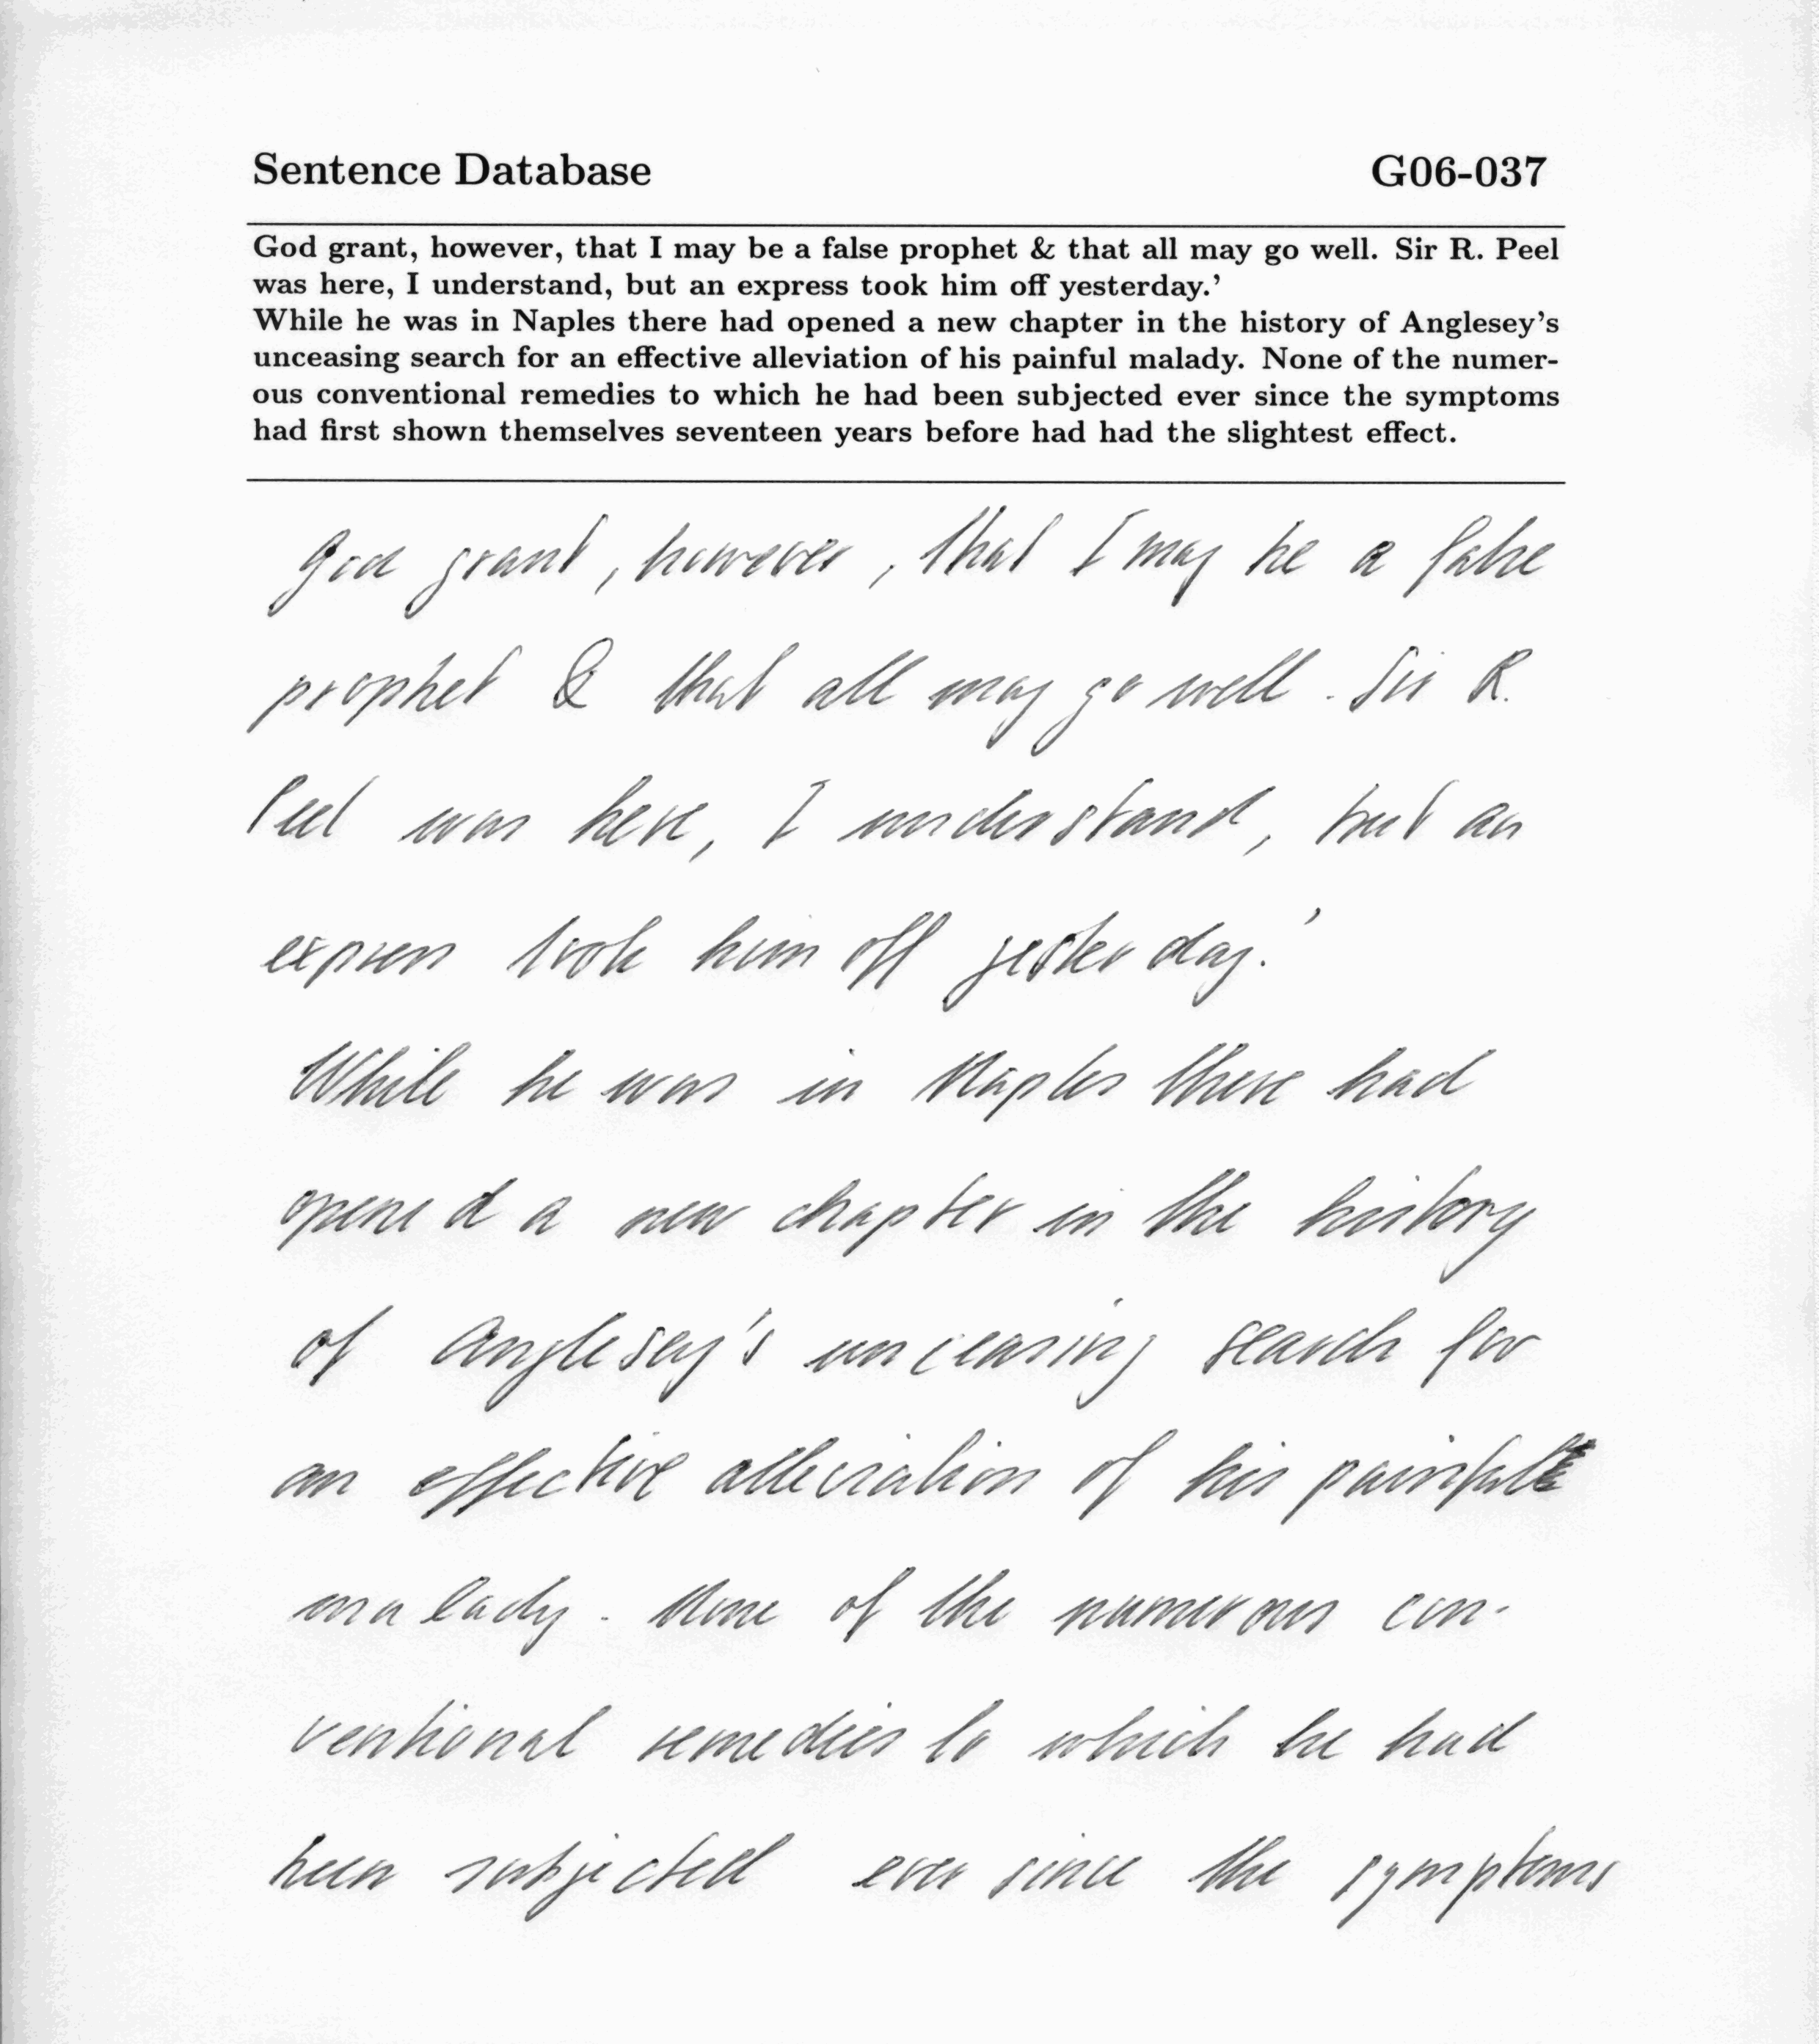 Sentence Database G06-037
God grant, however, that I may be a false prophet & that all may go well. Sir R. Peel
was here, I understand, but an express took him off yesterday.’
While he was in Naples there had opened a new chapter in the history of Anglesey’s
unceasing search for an effective alleviation of his painful malady. None of the numer-
ous conventional remedies to which he had been subjected ever since the symptoms
had first shown themselves seventeen years before had had the slightest effect.
God grant, however, that I may be a false
prophet & that all may go well. Sir R.
Peel was here, I understand, but an
express took him off yesterday.'
While he was in Naples there had
opened a new chapter in the history
of Anglesey's unceasing search for
an effective alleviation of his painful
malady. None of the numerous con-
ventional remedies to which he had
been subjected ever since the symptoms